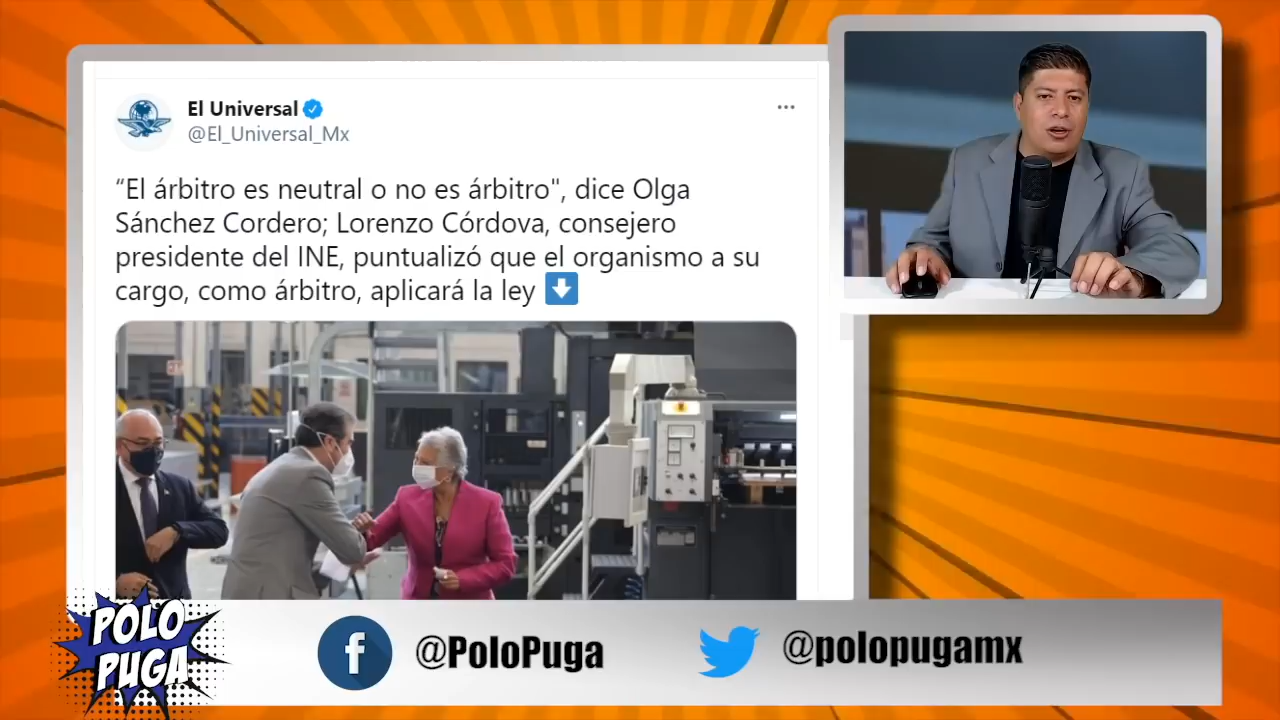 El Universal
@El_Universal_Mx
“El árbitro es neutral o no es árbitro", dice Olga
Sánchez Cordero; Lorenzo Córdova, consejero
presidente del INE, puntualizó que el organismo a su
cargo, como árbitro, aplicará la ley
POLO
PUGA
@PoloPuga
@polopugamx